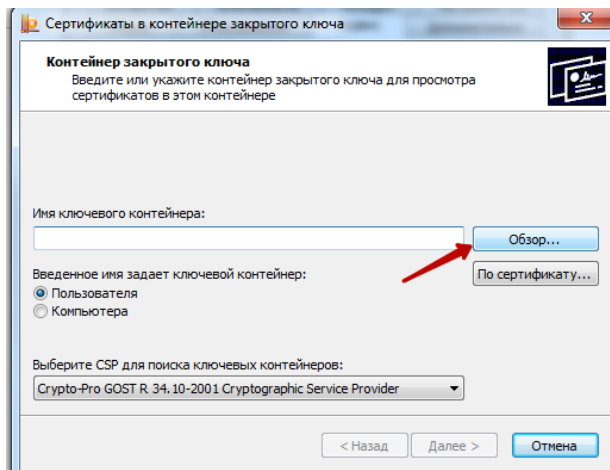 Сертификаты в контейнере закрытого ключа
Контейнер закрытого ключа
Введите или укажите контейнер закрытого ключа для просмотра
сертификатов в этом контейнере
Имя ключевого контейнера:
Обзор...
Введенное имя задает ключевой контейнер:
По сертификату...
Пользователя
Компьютера
Выберите CSP для поиска ключевых контейнеров:
Crypto-Pro GOST R 34.10-2001 Cryptographic Service Provider
< Назад
Далее >
Отмена